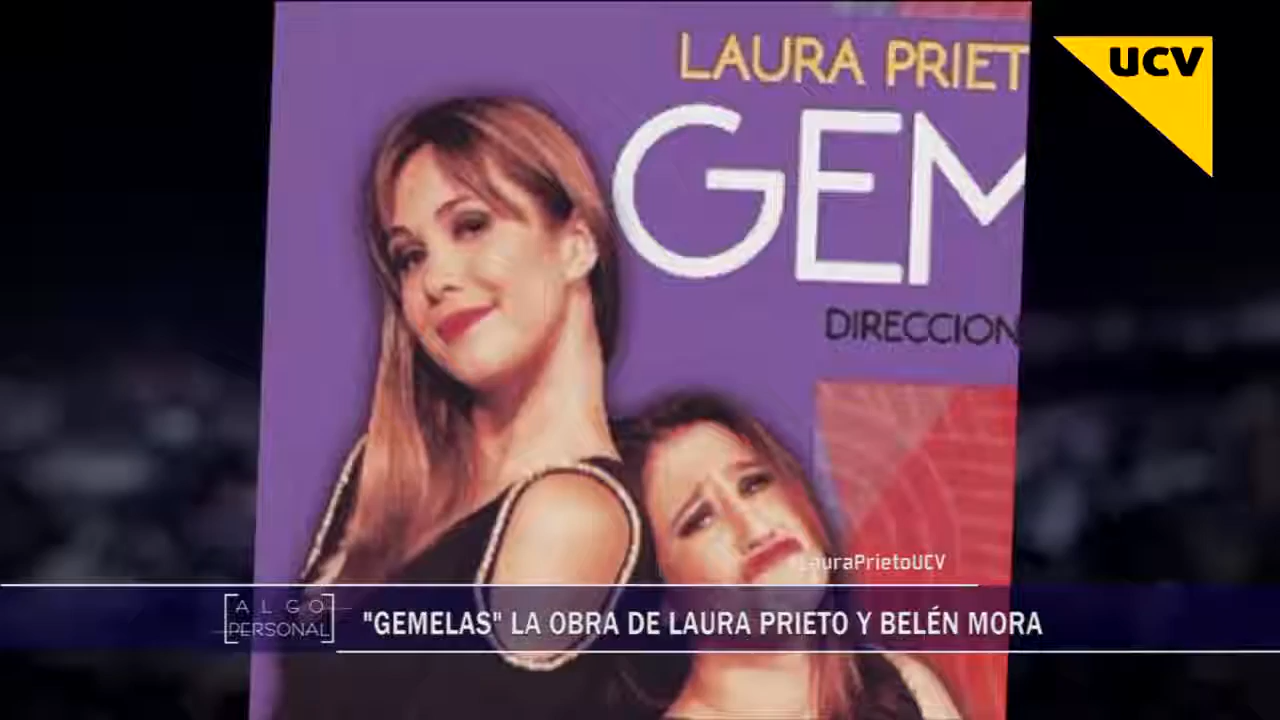 UCV
LAURA PRIET
GEM
DIRECCION
LauraPrietoUCV
ALGO
PERSONAL
"GEMELAS" LA OBRA DE LAURA PRIETO Y BELÉN MORA